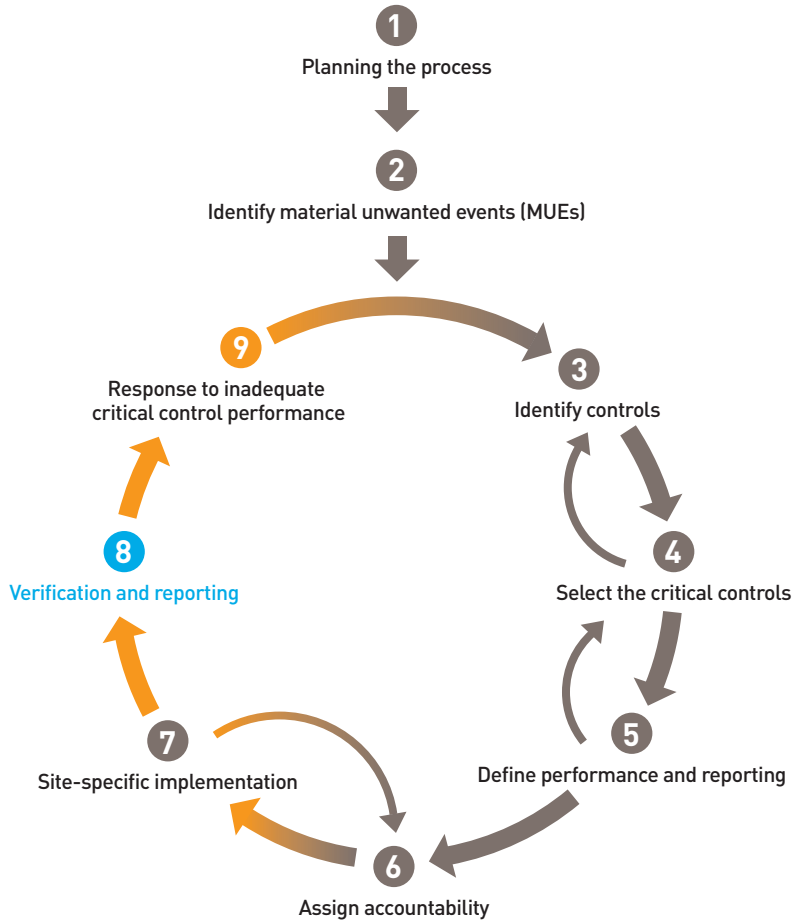 1
Planning the process
2
Identify material unwanted events (MUEs)
9
Response to inadequate
critical control performance
3
Identify controls
8
Verification and reporting
4
Select the critical controls
7
Site-specific implementation
5
Define performance and reporting
6
Assign accountability